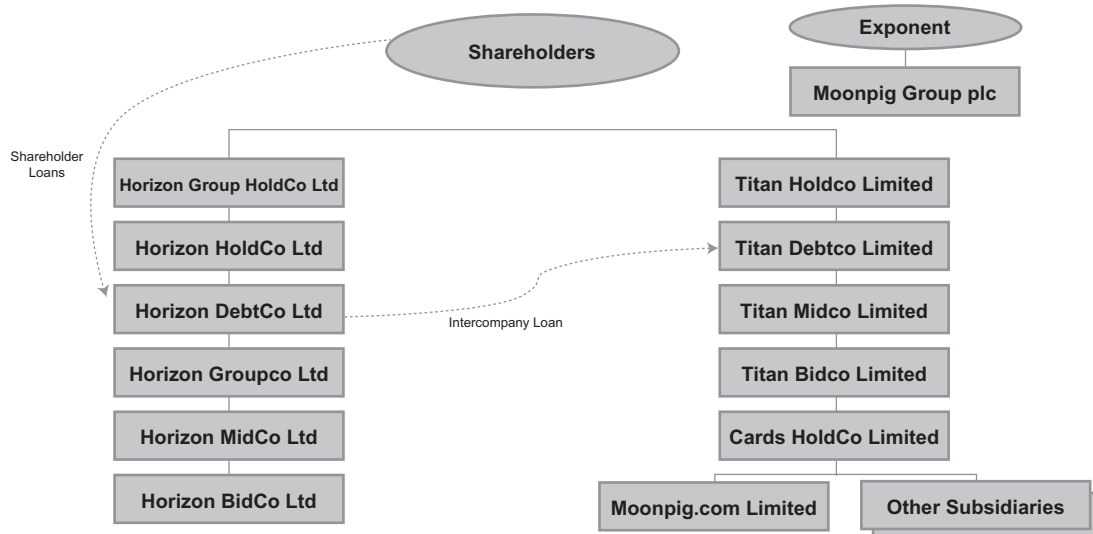 Shareholders
Exponent
Moonpig Group plc
Shareholder
Loans
Horizon Group HoldCo Ltd
Horizon HoldCo Ltd
Horizon DebtCo Ltd
Horizon Groupco Ltd
Horizon MidCo Ltd
Horizon BidCo Ltd
Intercompany Loan
Titan Holdco Limited
Titan Debtco Limited
Titan Midco Limited
Titan Bidco Limited
Cards HoldCo Limited
Moonpig.com Limited
Other Subsidiaries